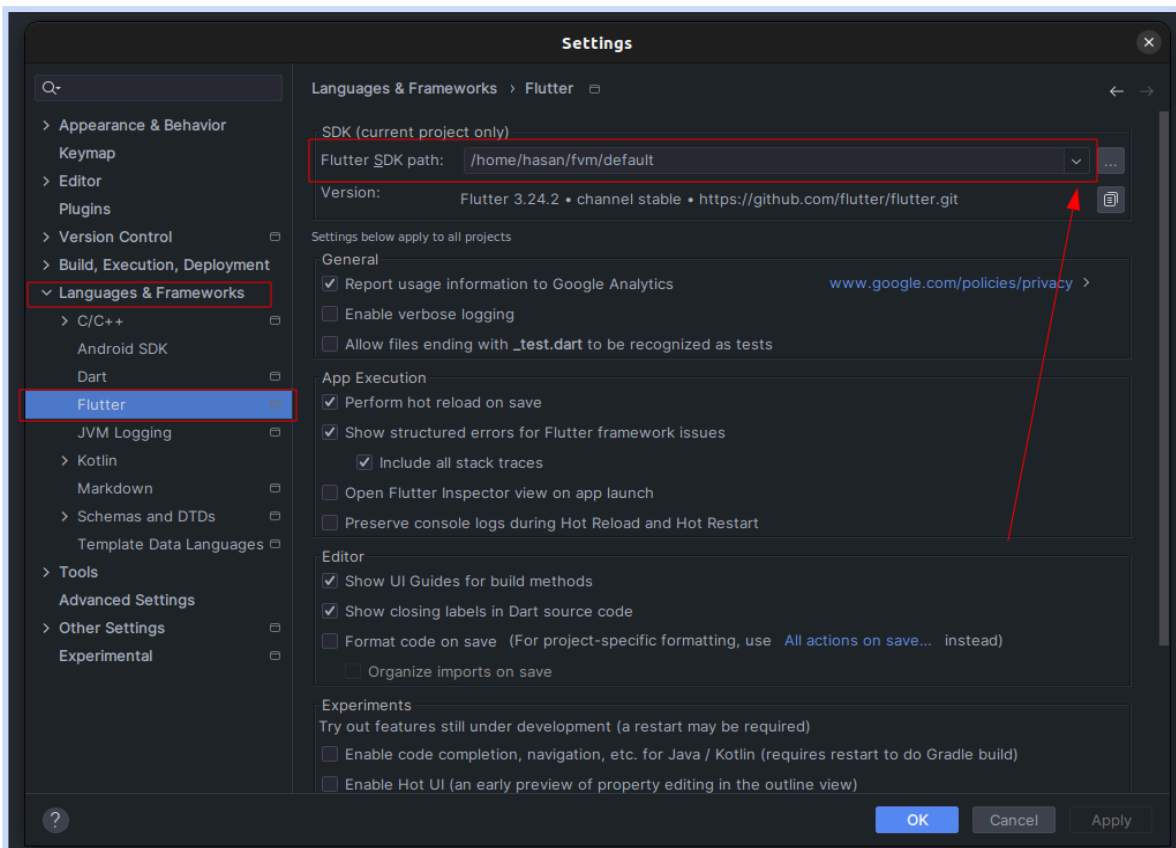 Settings
Languages & Frameworks › Flutter
Appearance & Behavior
Keymap
Editor
Plugins
Version Control
Build, Execution, Deployment
Languages & Frameworks
C/C++
Android SDK
Dart
Flutter
JVM Logging
Kotlin
Markdown
Schemas and DTDs
Template Data Languages
Tools
Advanced Settings
Other Settings
Experimental
SDK (current project only)
Flutter SDK path: /home/hasan/fvm/default ...
Version: Flutter 3.24.2 • channel stable • https://github.com/flutter/flutter.git
Settings below apply to all projects
General
Report usage information to Google Analytics www.google.com/policies/privacy
Enable verbose logging
Allow files ending with _test.dart to be recognized as tests
App Execution
Perform hot reload on save
Show structured errors for Flutter framework issues
Include all stack traces
Open Flutter Inspector view on app launch
Preserve console logs during Hot Reload and Hot Restart
Editor
Show UI Guides for build methods
Show closing labels in Dart source code
Format code on save (For project-specific formatting, use All actions on save... instead)
Organize imports on save
Experiments
Try out features still under development (a restart may be required)
Enable code completion, navigation, etc. for Java / Kotlin (requires restart to do Gradle build)
Enable Hot UI (an early preview of property editing in the outline view)
? OK Cancel Apply